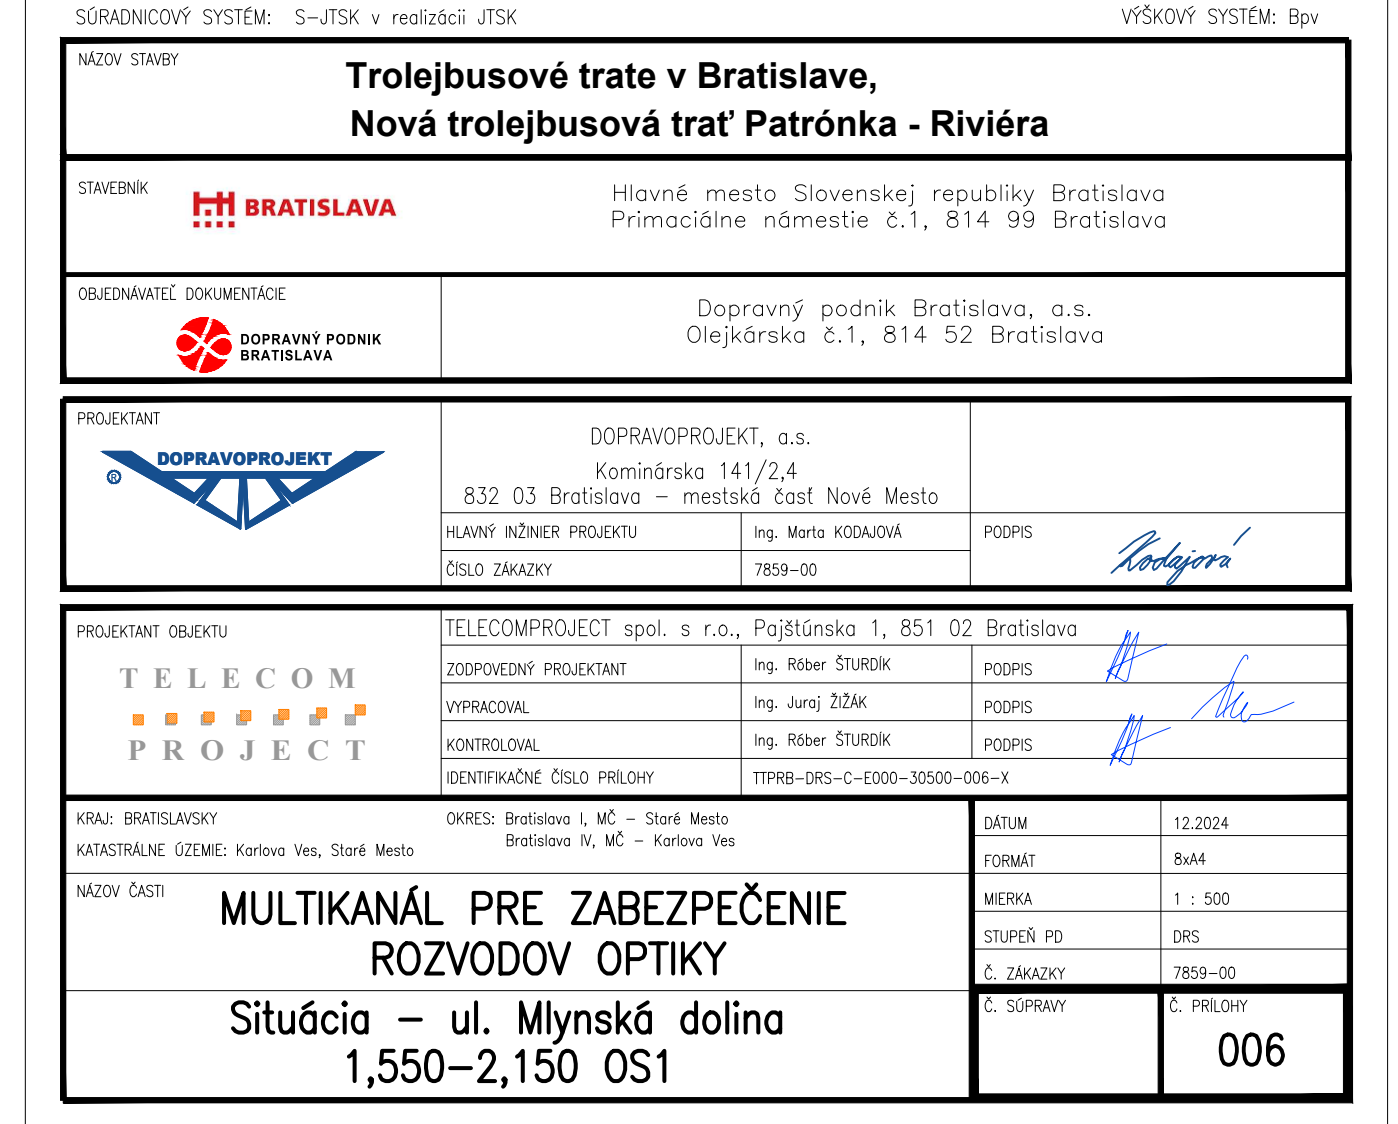 SÚRADNICOVÝ SYSTÉM: S-JTSK v realizácii JTSK
VÝŠKOVÝ SYSTÉM: Bpv
NÁZOV STAVBY
Trolejbusové trate v Bratislave,
Nová trolejbusová trať Patrónka - Riviéra
STAVEBNÍK
BRATISLAVA
Hlavné mesto Slovenskej republiky Bratislava
Primaciálne námestie č.1, 814 99 Bratislava
OBJEDNÁVATEĽ DOKUMENTÁCIE
DOPRAVNÝ PODNIK
BRATISLAVA
Dopravný podnik Bratislava, a.s.
Olejkárska č.1, 814 52 Bratislava
PROJEKTANT
DOPRAVOPROJEKT
®
DOPRAVOPROJEKT, a.s.
Kominárska 141/2,4
832 03 Bratislava – mestská časť Nové Mesto
HLAVNÝ INŽINIER PROJEKTU
Ing. Marta KODAJOVÁ
PODPIS
Kodajová
ČÍSLO ZÁKAZKY
7859-00
PROJEKTANT OBJEKTU
TELECOM
PROJECT
TELECOMPROJECT spol. s r.o., Pajštúnska 1, 851 02 Bratislava
ZODPOVEDNÝ PROJEKTANT
Ing. Róber ŠTURDÍK
PODPIS
VYPRACOVAL
Ing. Juraj ŽIŽÁK
PODPIS
KONTROLOVAL
Ing. Róber ŠTURDÍK
PODPIS
IDENTIFIKAČNÉ ČÍSLO PRÍLOHY
TTPRB-DRS-C-E000-30500-006-X
KRAJ: BRATISLAVSKY
OKRES: Bratislava I, MČ – Staré Mesto
Bratislava IV, MČ – Karlova Ves
KATASTRÁLNE ÚZEMIE: Karlova Ves, Staré Mesto
DÁTUM
12.2024
FORMÁT
8xA4
MIERKA
1 : 500
STUPEŇ PD
DRS
Č. ZÁKAZKY
7859-00
NÁZOV ČASTI
MULTIKANÁL PRE ZABEZPEČENIE
ROZVODOV OPTIKY
Situácia – ul. Mlynská dolina
1,550–2,150 OS1
Č. SÚPRAVY
Č. PRÍLOHY
006